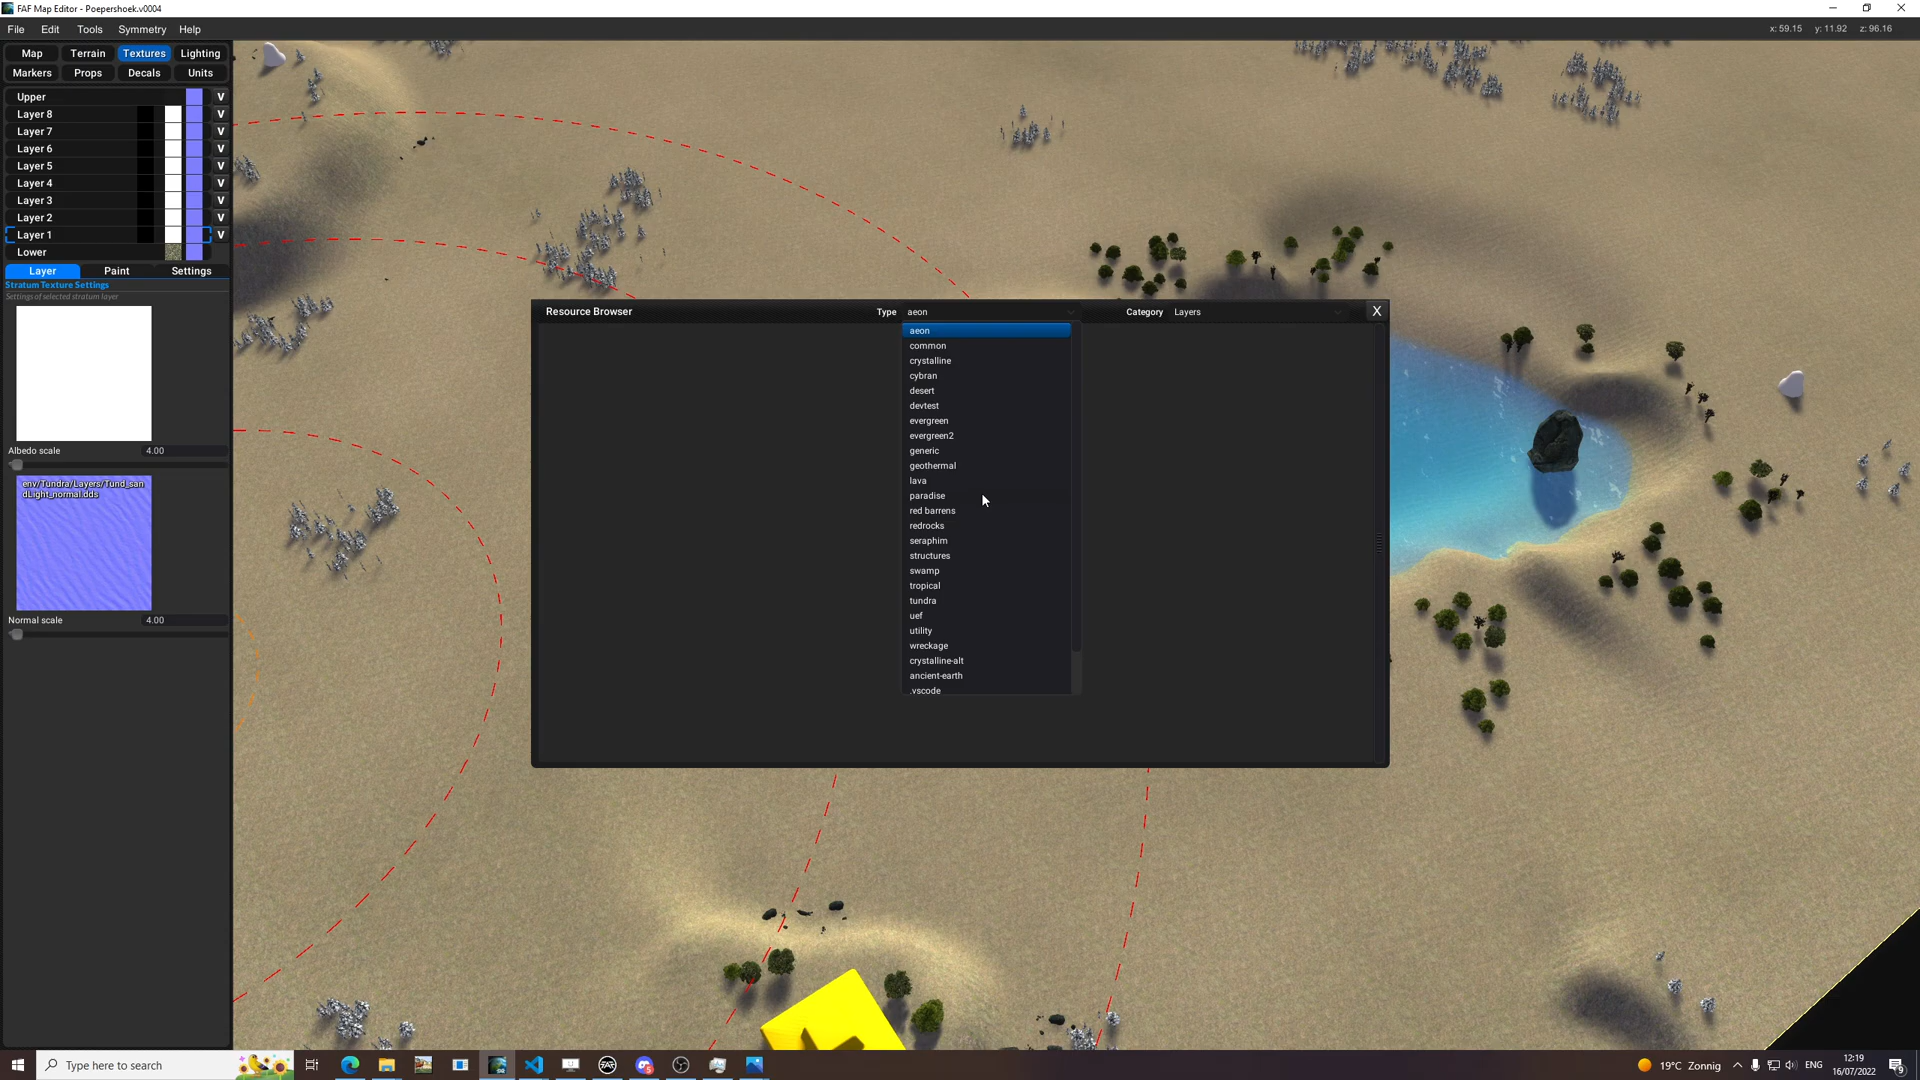 FAF Map Editor - Poepershoek.v0004
File Edit Tools Symmetry Help
x: 59.15 y: 11.92 z: 96.16
Map Terrain Textures Lighting
Markers Props Decals Units
Upper V
Layer 8 V
Layer 7 V
Layer 6 V
Layer 5 V
Layer 4 V
Layer 3 V
Layer 2 V
Layer 1 V
Lower
Layer Paint Settings
Stratum Texture Settings
Settings of selected stratum layer
Albedo scale 4.00
env/Tundra/Layers/Tund_san
dLight_normal.dds
Normal scale 4.00
Resource Browser Type aeon Category Layers X
aeon
common
crystalline
cybran
desert
devtest
evergreen
evergreen2
generic
geothermal
lava
paradise
red barrens
redrocks
seraphim
structures
swamp
tropical
tundra
uef
utility
wreckage
crystalline-alt
ancient-earth
.vscode
Type here to search
FAF
5
19°C Zonnig
ENG
12:19
16/07/2022
9